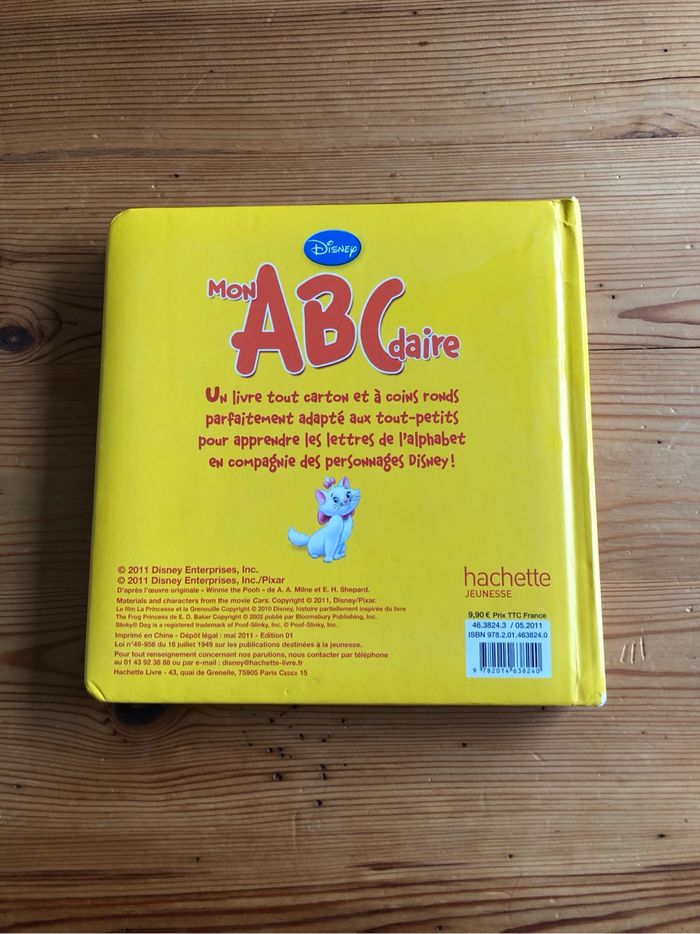 Disney
Mon
ABCdaire
Un livre tout carton et à coins ronds
parfaitement adapté aux tout-petits
pour apprendre les lettres de l'alphabet
en compagnie des personnages Disney !
© 2011 Disney Enterprises, Inc.
© 2011 Disney Enterprises, Inc./Pixar
D'après l'œuvre originale « Winnie the Pooh » de A. A. Milne et E. H. Shepard.
Materials and characters from the movie Cars. Copyright © 2011, Disney/Pixar.
Le film La Princesse et la Grenouille Copyright © 2010 Disney, histoire partiellement inspirée du livre
The Frog Princess de E. D. Baker Copyright © 2002 publié par Bloomsbury Publishing, Inc.
Slinky® Dog is a registered trademark of Poof-Slinky, Inc. © Poof-Slinky, Inc.
Imprimé en Chine - Dépôt légal : mai 2011 - Edition 01
Loi n°49-956 du 16 juillet 1949 sur les publications destinées à la jeunesse.
Pour tout renseignement concernant nos parutions, nous contacter par téléphone
au 01 43 92 38 88 ou par e-mail : disney@hachette-livre.fr
Hachette Livre - 43, quai de Grenelle, 75905 Paris Cedex 15
hachette
JEUNESSE
9,90 € Prix TTC France
46.3824.3 / 05.2011
ISBN 978.2.01.463824.0
9 782014 638240